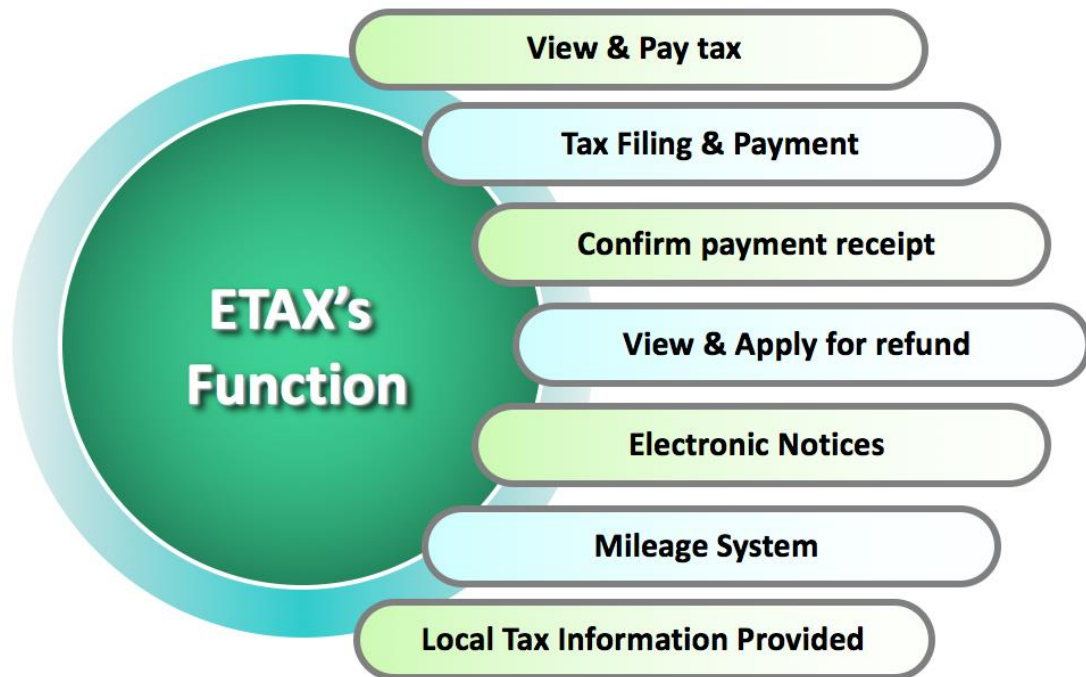 View & Pay tax
Tax Filing & Payment
Confirm payment receipt
ETAX's
Function
View & Apply for refund
Electronic Notices
Mileage System
Local Tax Information Provided